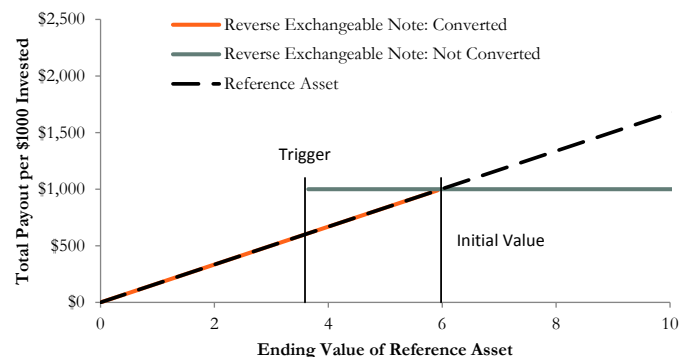 $2,500
$2,000
$1,500
$1,000
$500
$0
Total Payout per $1000 Invested
Reverse Exchangeable Note: Converted
Reverse Exchangeable Note: Not Converted
Reference Asset
Trigger
Initial Value
0 2 4 6 8 10
Ending Value of Reference Asset